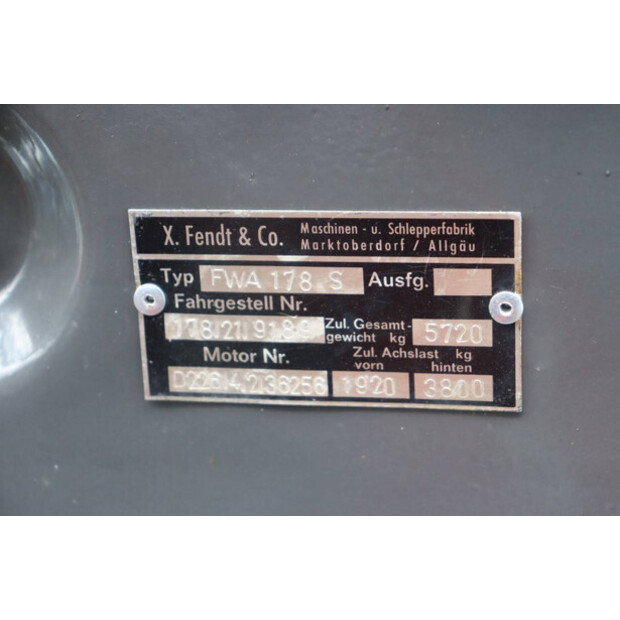 X. Fendt & Co. Maschinen - u. Schlepperfabrik
Marktoberdorf / Allgäu
Typ FWA 178 S Ausfg.
Fahrgestell Nr.
Zul. Gesamt-
gewicht kg 5720
Motor Nr. Zul. Achslast kg
vorn hinten
1920 3800